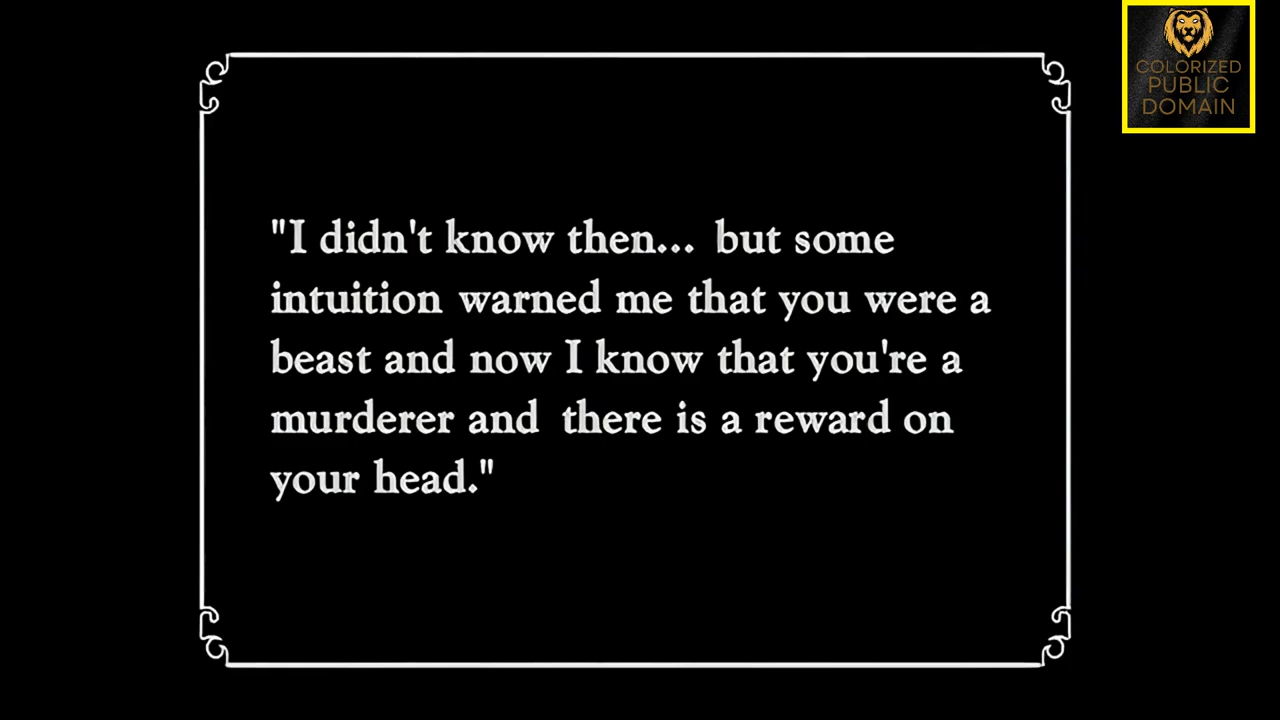 COLORIZED
PUBLIC
DOMAIN
"I didn't know then... but some
intuition warned me that you were a
beast and now I know that you're a
murderer and there is a reward on
your head."